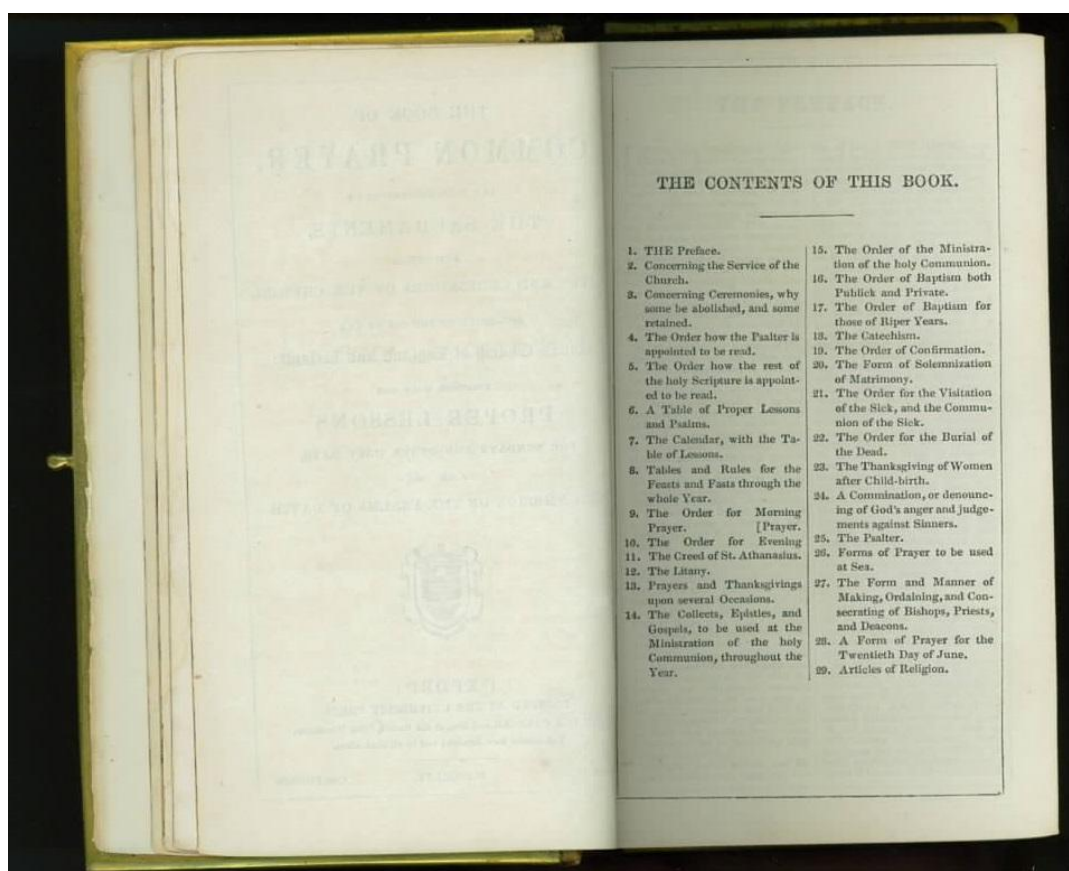 THE BOOK OF
COMMON PRAYER,
PROPER LESSONS
OXFORD:
THE CONTENTS OF THIS BOOK.
1. THE Preface.
2. Concerning the Service of the
Church.
3. Concerning Ceremonies, why
some be abolished, and some
retained.
4. The Order how the Psalter is
appointed to be read.
5. The Order how the rest of
the holy Scripture is appoint-
ed to be read.
6. A Table of Proper Lessons
and Psalms.
7. The Calendar, with the Ta-
ble of Lessons.
8. Tables and Rules for the
Feasts and Fasts through the
whole Year.
9. The Order for Morning
Prayer. [Prayer.
10. The Order for Evening
11. The Creed of St. Athanasius.
12. The Litany.
13. Prayers and Thanksgivings
upon several Occasions.
14. The Collects, Epistles, and
Gospels, to be used at the
Ministration of the holy
Communion, throughout the
Year.
15. The Order of the Ministra-
tion of the holy Communion.
16. The Order of Baptism both
Publick and Private.
17. The Order of Baptism for
those of Riper Years.
18. The Catechism.
19. The Order of Confirmation.
20. The Form of Solemnization
of Matrimony.
21. The Order for the Visitation
of the Sick, and the Commu-
nion of the Sick.
22. The Order for the Burial of
the Dead.
23. The Thanksgiving of Women
after Child-birth.
24. A Commination, or denounc-
ing of God's anger and judge-
ments against Sinners.
25. The Psalter.
26. Forms of Prayer to be used
at Sea.
27. The Form and Manner of
Making, Ordaining, and Con-
secrating of Bishops, Priests,
and Deacons.
28. A Form of Prayer for the
Twentieth Day of June.
29. Articles of Religion.